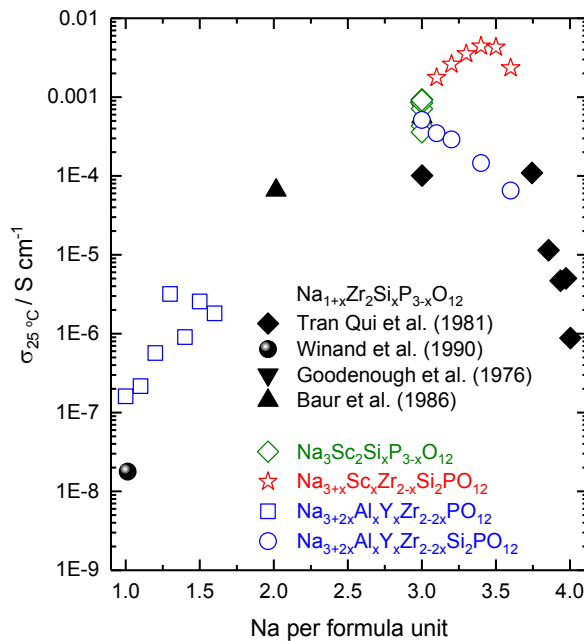 0.01
0.001
1E-4
1E-5
1E-6
1E-7
1E-8
1E-9
σ25 °C / S cm-1
Na1+xZr2SixP3-xO12
Tran Qui et al. (1981)
Winand et al. (1990)
Goodenough et al. (1976)
Baur et al. (1986)
Na3Sc2SixP3-xO12
Na3+xScxZr2-xSi2PO12
Na3+2xAlxYxZr2-2xPO12
Na3+2xAlxYxZr2-2xSi2PO12
1.0 1.5 2.0 2.5 3.0 3.5 4.0
Na per formula unit